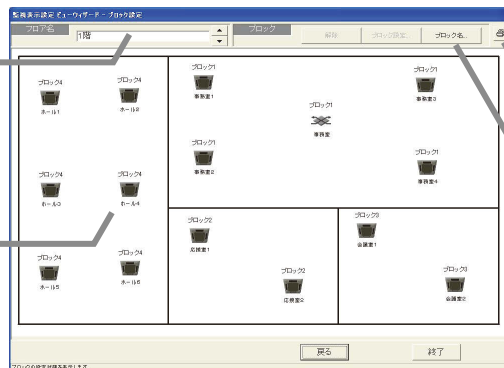 監視表示設定 ビューウィザード - ブロック設定
フロア名
1階
ブロック
解除
ブロック設定...
ブロック名...
ブロック4
ホール1
ブロック4
ホール2
ブロック1
事務室1
ブロック1
事務室3
ブロック1
事務室
ブロック4
ホール3
ブロック4
ホール4
ブロック1
事務室2
ブロック1
事務室4
ブロック4
ホール5
ブロック4
ホール6
ブロック2
応接室1
ブロック2
応接室2
ブロック3
会議室1
ブロック3
会議室2
戻る
終了
ブロックの設定状態を表示します